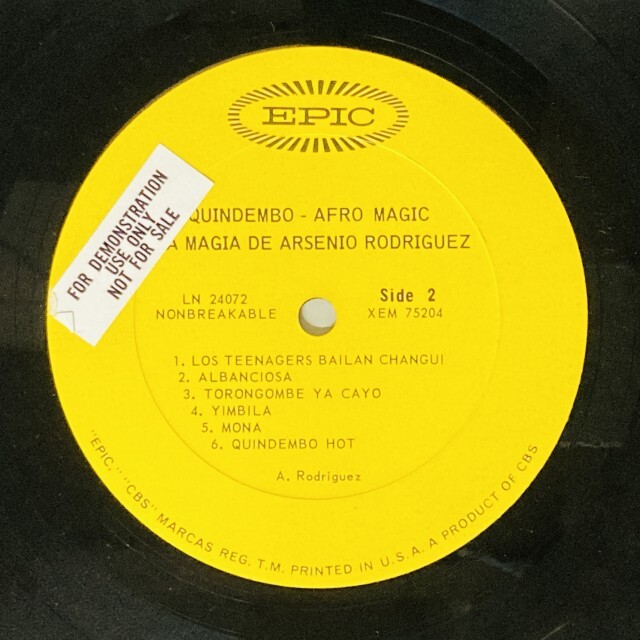 EPIC
FOR DEMONSTRATION
USE ONLY
NOT FOR SALE
QUINDEMBO - AFRO MAGIC
A MAGIA DE ARSENIO RODRIGUEZ
LN 24072
NONBREAKABLE
Side 2
XEM 75204
1. LOS TEENAGERS BAILAN CHANGUI
2. ALBANCIOSA
3. TORONGOMBE YA CAYO
4. YIMBILA
5. MONA
6. QUINDEMBO HOT
A. Rodriguez
"EPIC," "CBS" MARCAS REG. T.M. PRINTED IN U.S.A. A PRODUCT OF CBS